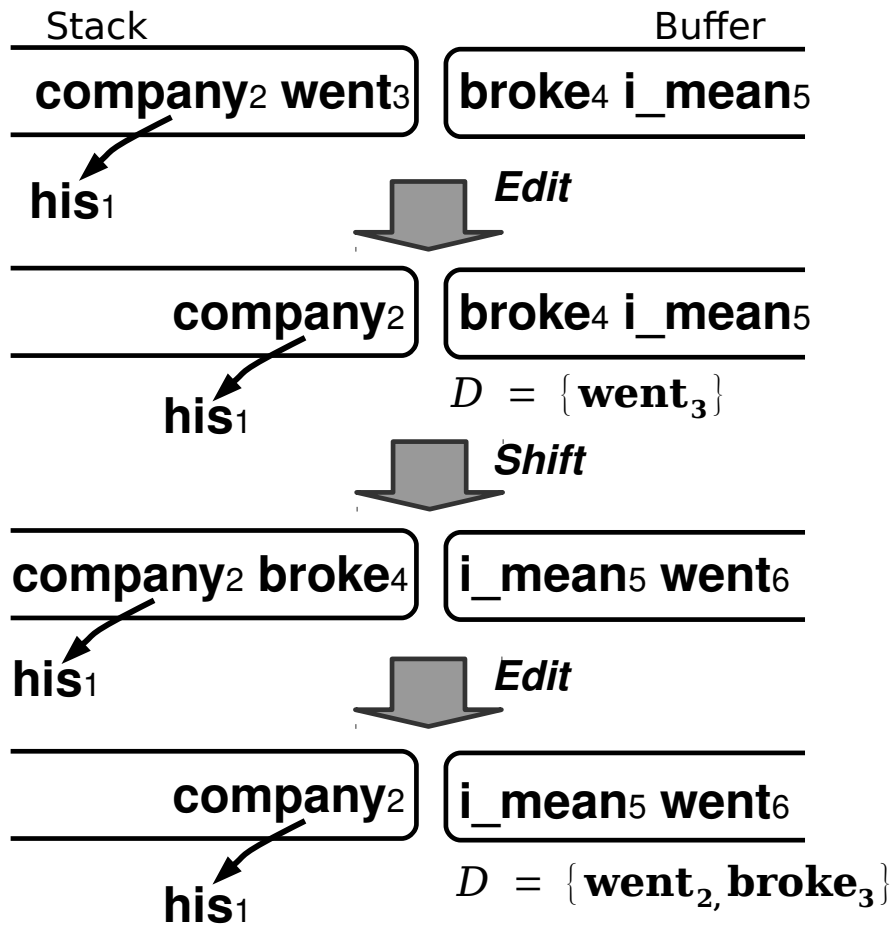 Stack Buffer
company2 went3 broke4 i_mean5
his1
Edit
company2 broke4 i_mean5
his1
D = {went3}
Shift
company2 broke4 i_mean5 went6
his1
Edit
company2 i_mean5 went6
his1
D = {went2, broke3}